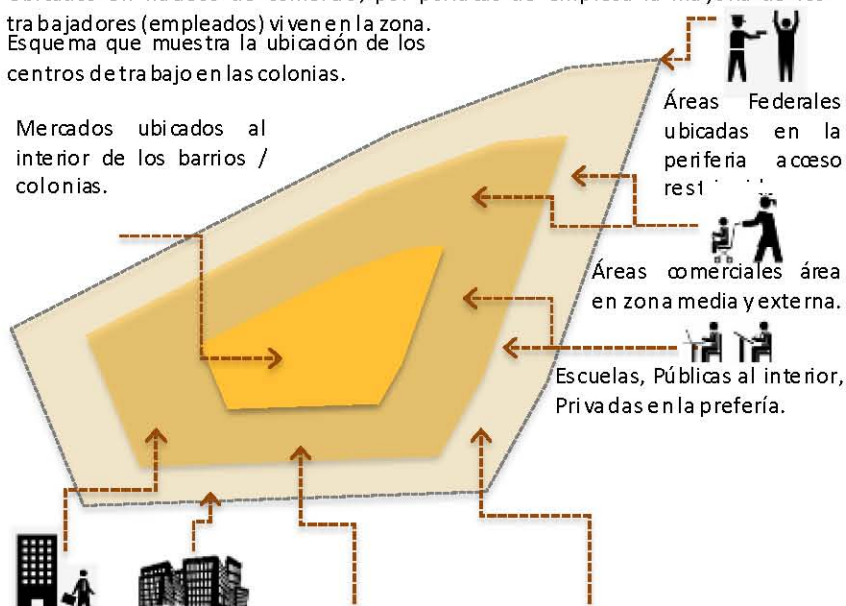 trabajadores (empleados) viven en la zona.
Esquema que muestra la ubicación de los
centros de trabajo en las colonias.
Mercados ubicados al
interior de los barrios /
colonias.
Áreas Federales
ubicadas en la
periferia acceso
Áreas comerciales área
en zona media y externa.
Escuelas, Públicas al interior,
Privadas en la prefería.